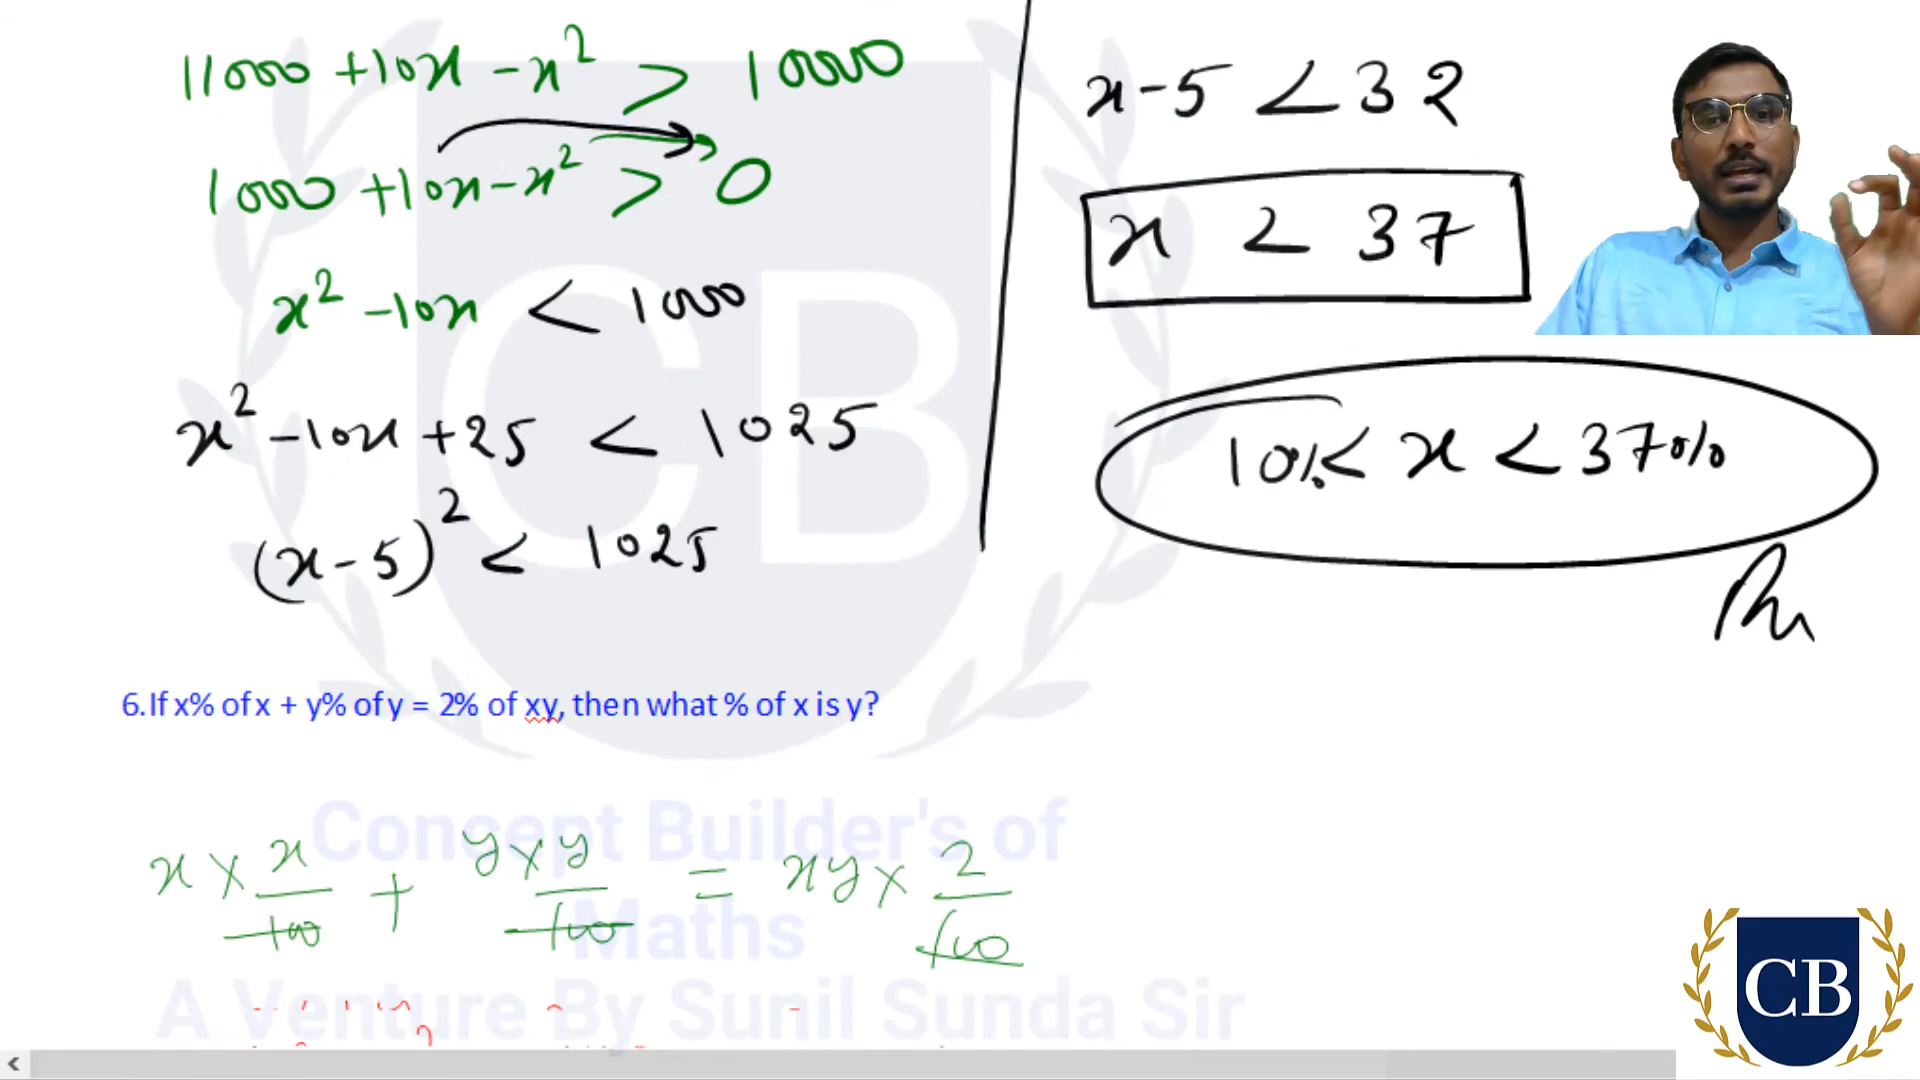 11000 + 10x - x² > 10000
1000 + 10x - x² > 0
x² - 10x < 1000
x² - 10x + 25 < 1025
(x - 5)² < 1025
x - 5 < 32
x < 37
10% < x < 37%
6.If x% of x + y% of y = 2% of xy, then what % of x is y?
x × x/100 + y × y/100 = xy × 2/100
Concept Builder's of
Maths
A Venture By Sunil Sunda Sir
CB
CB